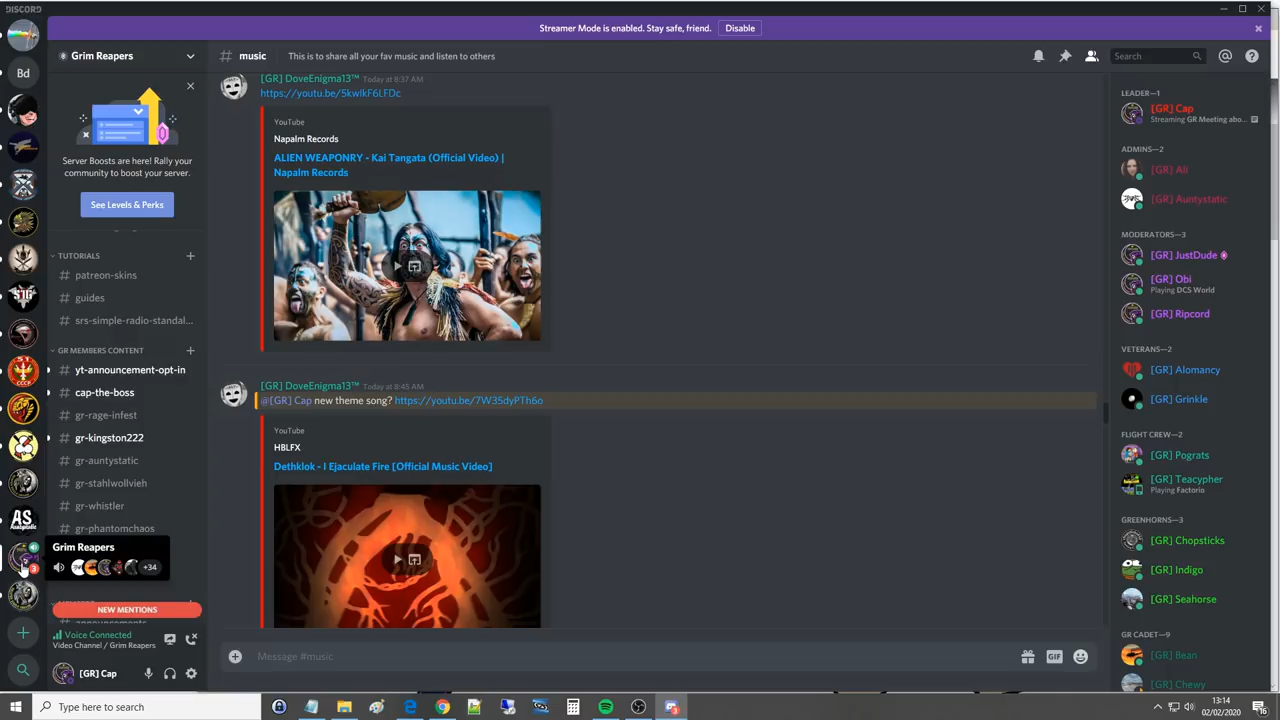 DISCORD
Streamer Mode is enabled. Stay safe, friend.
Disable
Bd
Grim Reapers
# music
This is to share all your fav music and listen to others
Search
Server Boosts are here! Rally your
community to boost your server.
See Levels & Perks
TUTORIALS
# patreon-skins
# guides
# srs-simple-radio-standal...
GR MEMBERS CONTENT
# yt-announcement-opt-in
# cap-the-boss
# gr-rage-infest
# gr-kingston222
# gr-auntystatic
# gr-stahlwollvieh
# gr-whistler
# gr-phantomchaos
AS
Grim Reapers
+34
3
NEW MENTIONS
Voice Connected
Video Channel / Grim Reapers
[GR] Cap
[GR] DoveEnigma13™ Today at 8:37 AM
https://youtu.be/5kwlkF6LFDc
YouTube
Napalm Records
ALIEN WEAPONRY - Kai Tangata (Official Video) |
Napalm Records
[GR] DoveEnigma13™ Today at 8:45 AM
@[GR] Cap new theme song? https://youtu.be/7W35dyPTh6o
YouTube
HBLFX
Dethklok - I Ejaculate Fire [Official Music Video]
Message #music
GIF
LEADER—1
[GR] Cap
Streaming GR Meeting abo...
ADMINS—2
[GR] Ali
[GR] Auntystatic
MODERATORS—3
[GR] JustDude
[GR] Obi
Playing DCS World
[GR] Ripcord
VETERANS—2
[GR] Alomancy
[GR] Grinkle
FLIGHT CREW—2
[GR] Pograts
[GR] Teacypher
Playing Factorio
GREENHORNS—3
[GR] Chopsticks
[GR] Indigo
[GR] Seahorse
GR CADET—9
[GR] Bean
[GR] Chewy
Type here to search
13:14
02/02/2020
16